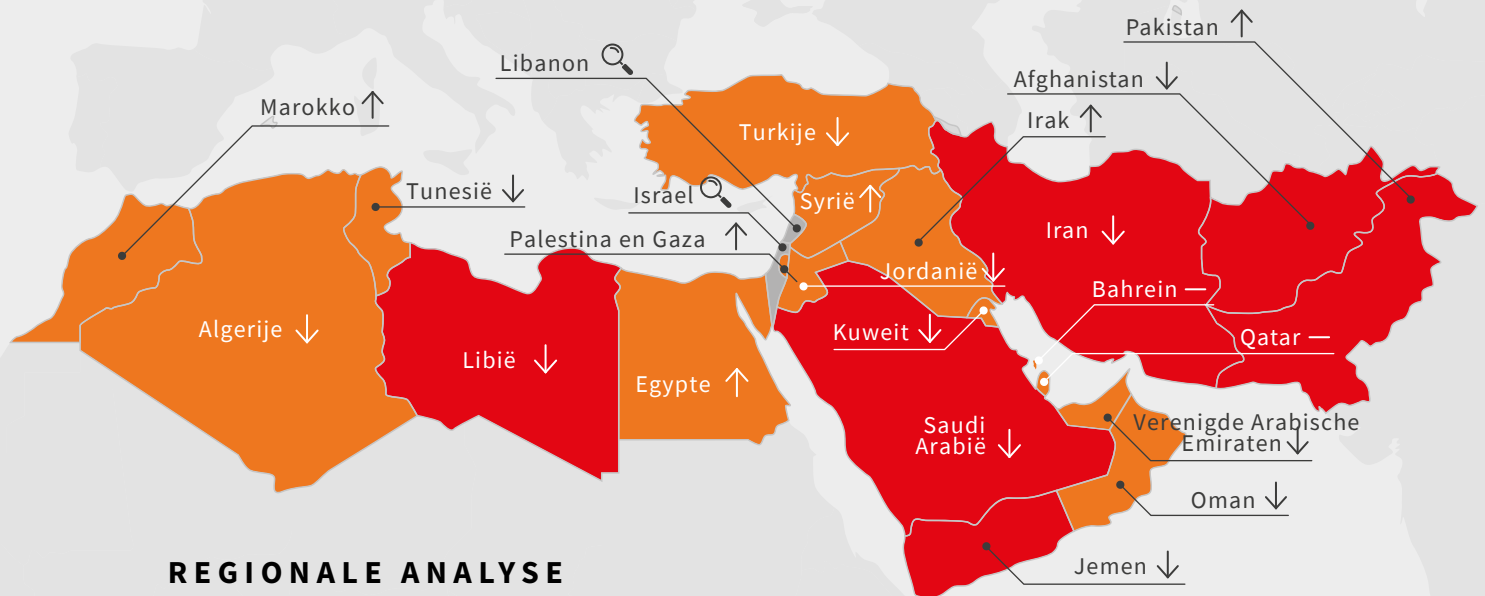 Pakistan ↑
Libanon
Afghanistan ↓
Marokko ↑
Irak ↑
Turkije ↓
Tunesië ↓
Israel
Syrië ↑
Iran ↓
Palestina en Gaza ↑
Jordanië ↓
Bahrein —
Algerije ↓
Kuweit ↓
Qatar —
Libië ↓
Egypte ↑
Saudi
Arabië ↓
Verenigde Arabische
Emiraten ↓
Oman ↓
Jemen ↓
REGIONALE ANALYSE